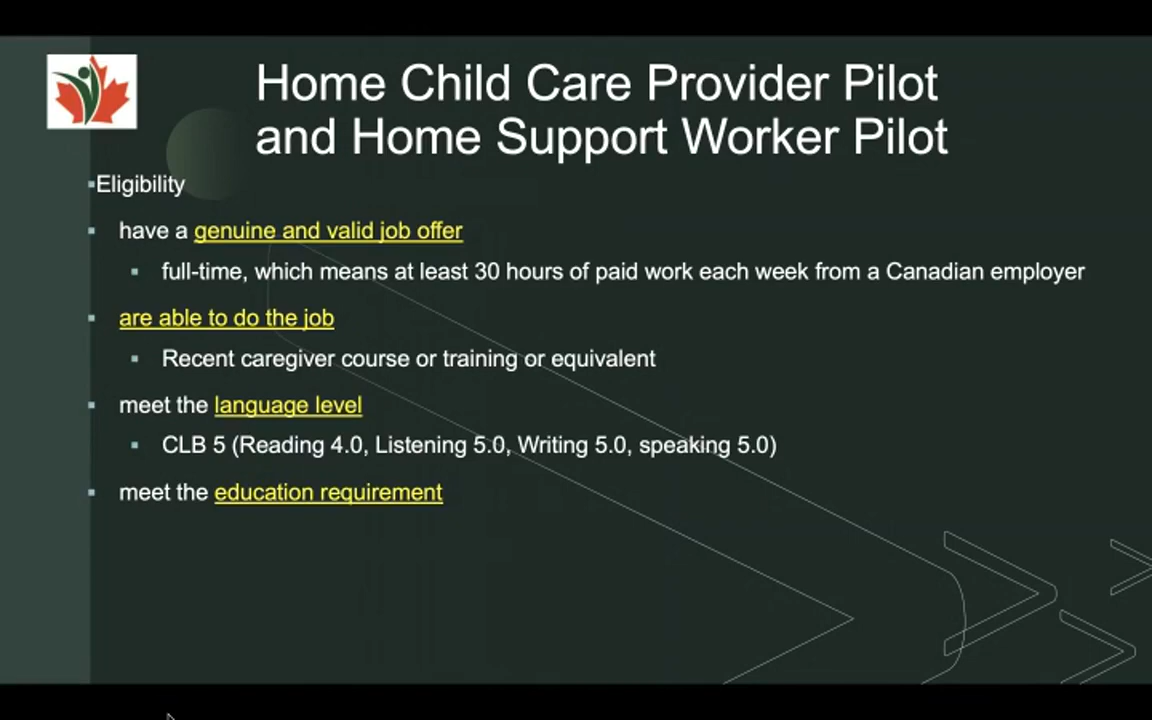 Home Child Care Provider Pilot
and Home Support Worker Pilot
▪Eligibility
▪ have a genuine and valid job offer
▪ full-time, which means at least 30 hours of paid work each week from a Canadian employer
▪ are able to do the job
▪ Recent caregiver course or training or equivalent
▪ meet the language level
▪ CLB 5 (Reading 4.0, Listening 5.0, Writing 5.0, speaking 5.0)
▪ meet the education requirement